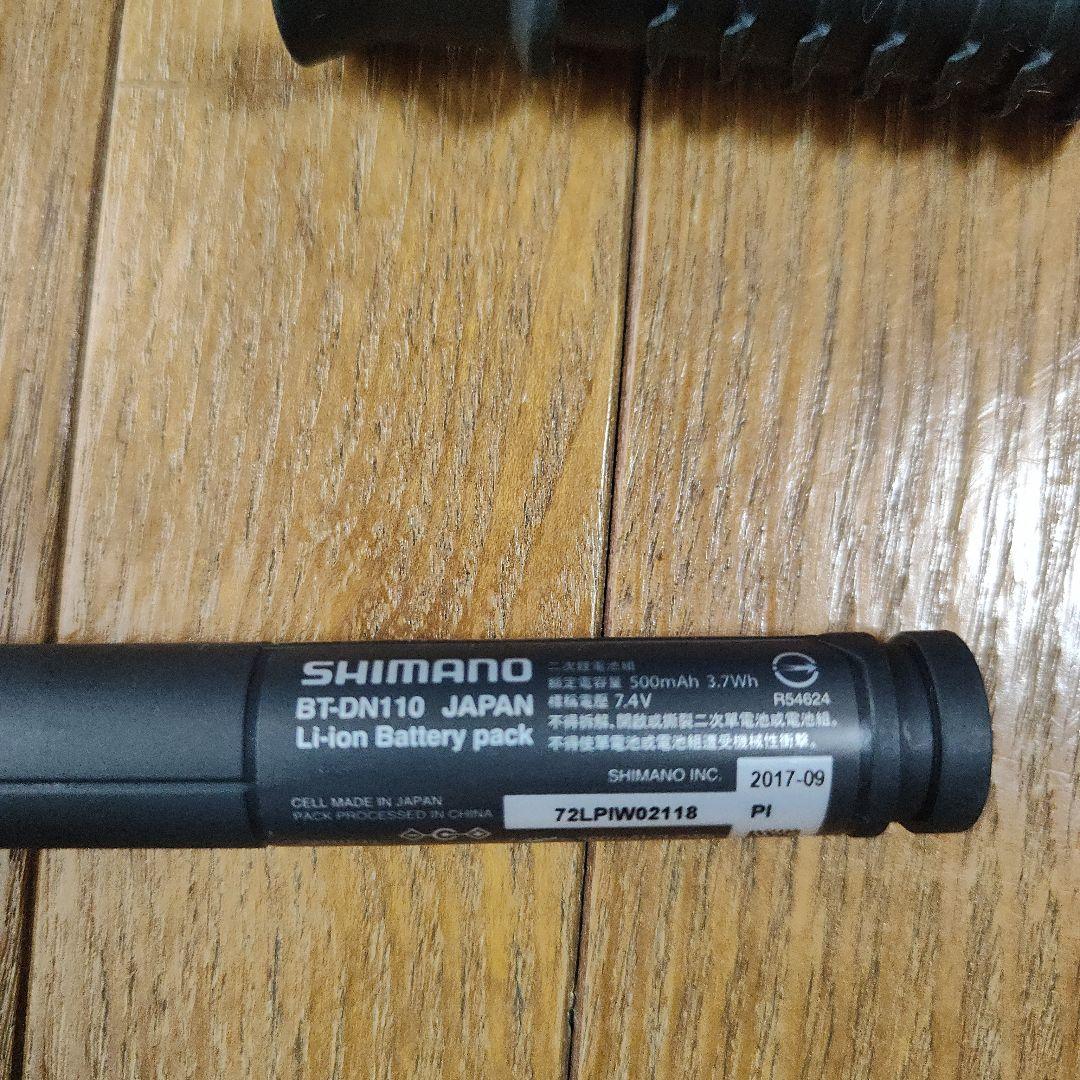 SHIMANO
BT-DN110 JAPAN
Li-ion Battery pack
二次鋰電池組
額定電容量 500mAh 3.7Wh
標稱電壓 7.4V
不得拆解、開啟或撕裂二次單電池或電池組。
不得使單電池或電池組遭受機械性衝擊。
R54624
SHIMANO INC.
2017-09
PI
72LPIW02118
CELL MADE IN JAPAN
PACK PROCESSED IN CHINA